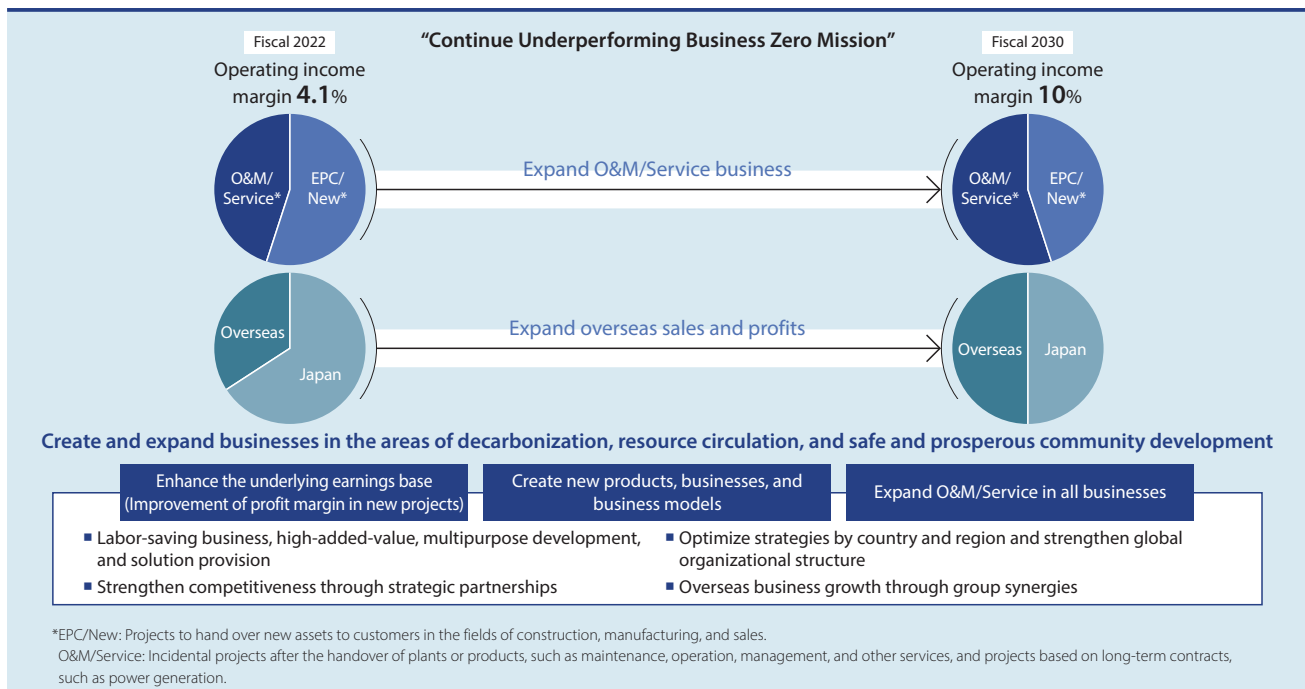 Fiscal 2022
"Continue Underperforming Business Zero Mission"
Fiscal 2030
Operating income
margin 4.1%
Operating income
margin 10%
O&M/
Service*
EPC/
New*
Expand O&M/Service business
O&M/
Service*
EPC/
New*
Overseas
Japan
Expand overseas sales and profits
Overseas
Japan
Create and expand businesses in the areas of decarbonization, resource circulation, and safe and prosperous community development
Enhance the underlying earnings base
(Improvement of profit margin in new projects)
Create new products, businesses, and
business models
Expand O&M/Service in all businesses
■ Labor-saving business, high-added-value, multipurpose development,
and solution provision
■ Strengthen competitiveness through strategic partnerships
■ Optimize strategies by country and region and strengthen global
organizational structure
■ Overseas business growth through group synergies
*EPC/New: Projects to hand over new assets to customers in the fields of construction, manufacturing, and sales.
O&M/Service: Incidental projects after the handover of plants or products, such as maintenance, operation, management, and other services, and projects based on long-term contracts,
such as power generation.